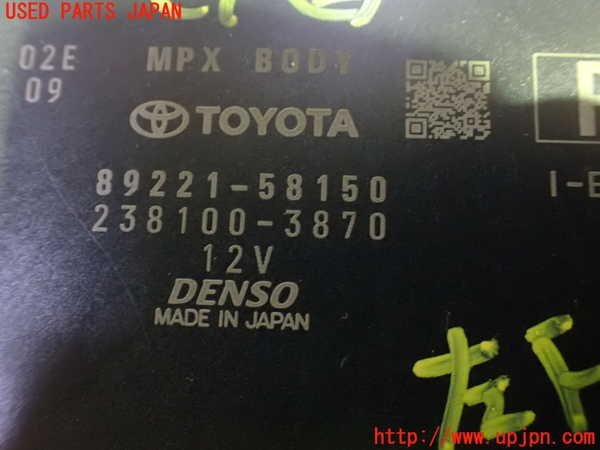 USED PARTS JAPAN
02E
MPX BODY
09
TOYOTA
89221-58150
I-E
238100-3870
12V
DENSO
MADE IN JAPAN
左
http://www.upjpn.com/